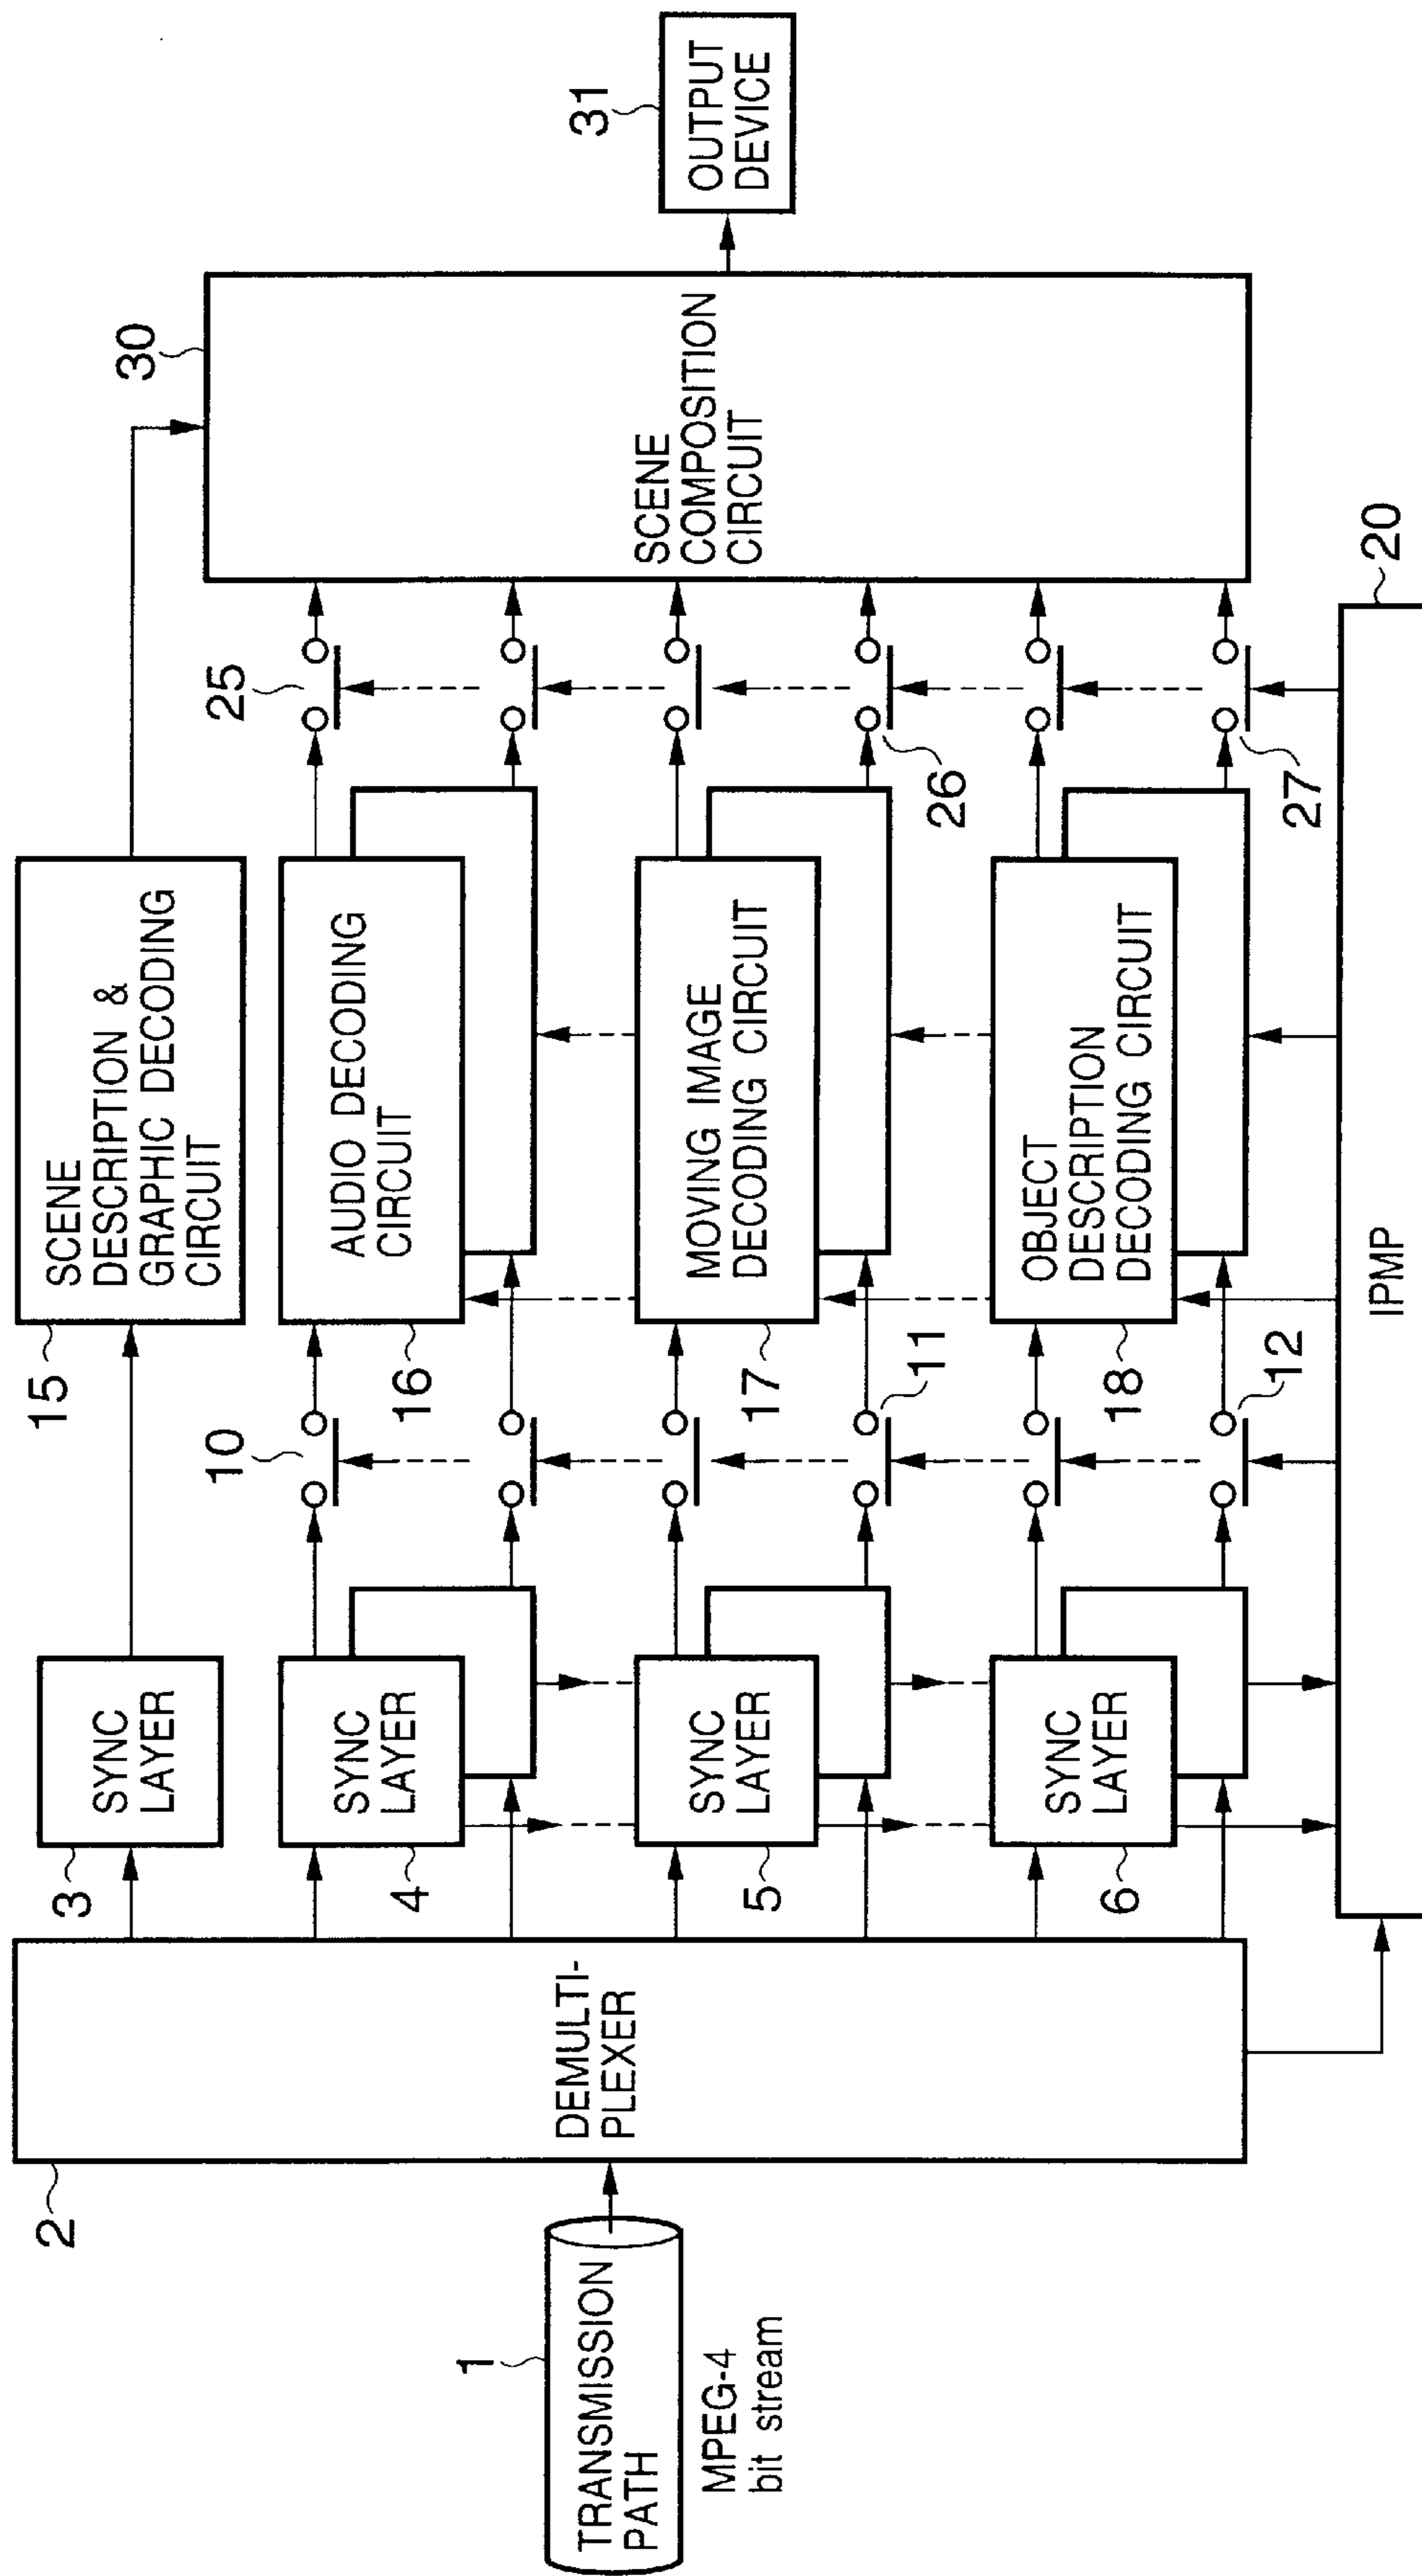 1
TRANSMISSION
PATH
MPEG-4
bit stream
2
DEMULTI-
PLEXER
3
SYNC
LAYER
4
SYNC
LAYER
5
SYNC
LAYER
6
SYNC
LAYER
10
11
12
15
SCENE
DESCRIPTION &
GRAPHIC DECODING
CIRCUIT
16
AUDIO DECODING
CIRCUIT
17
MOVING IMAGE
DECODING CIRCUIT
18
OBJECT
DESCRIPTION
DECODING CIRCUIT
25
26
27
20
IPMP
30
SCENE
COMPOSITION
CIRCUIT
31
OUTPUT
DEVICE